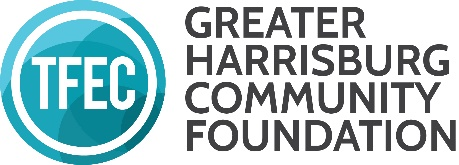 TFEC
GREATER
HARRISBURG
COMMUNITY
FOUNDATION